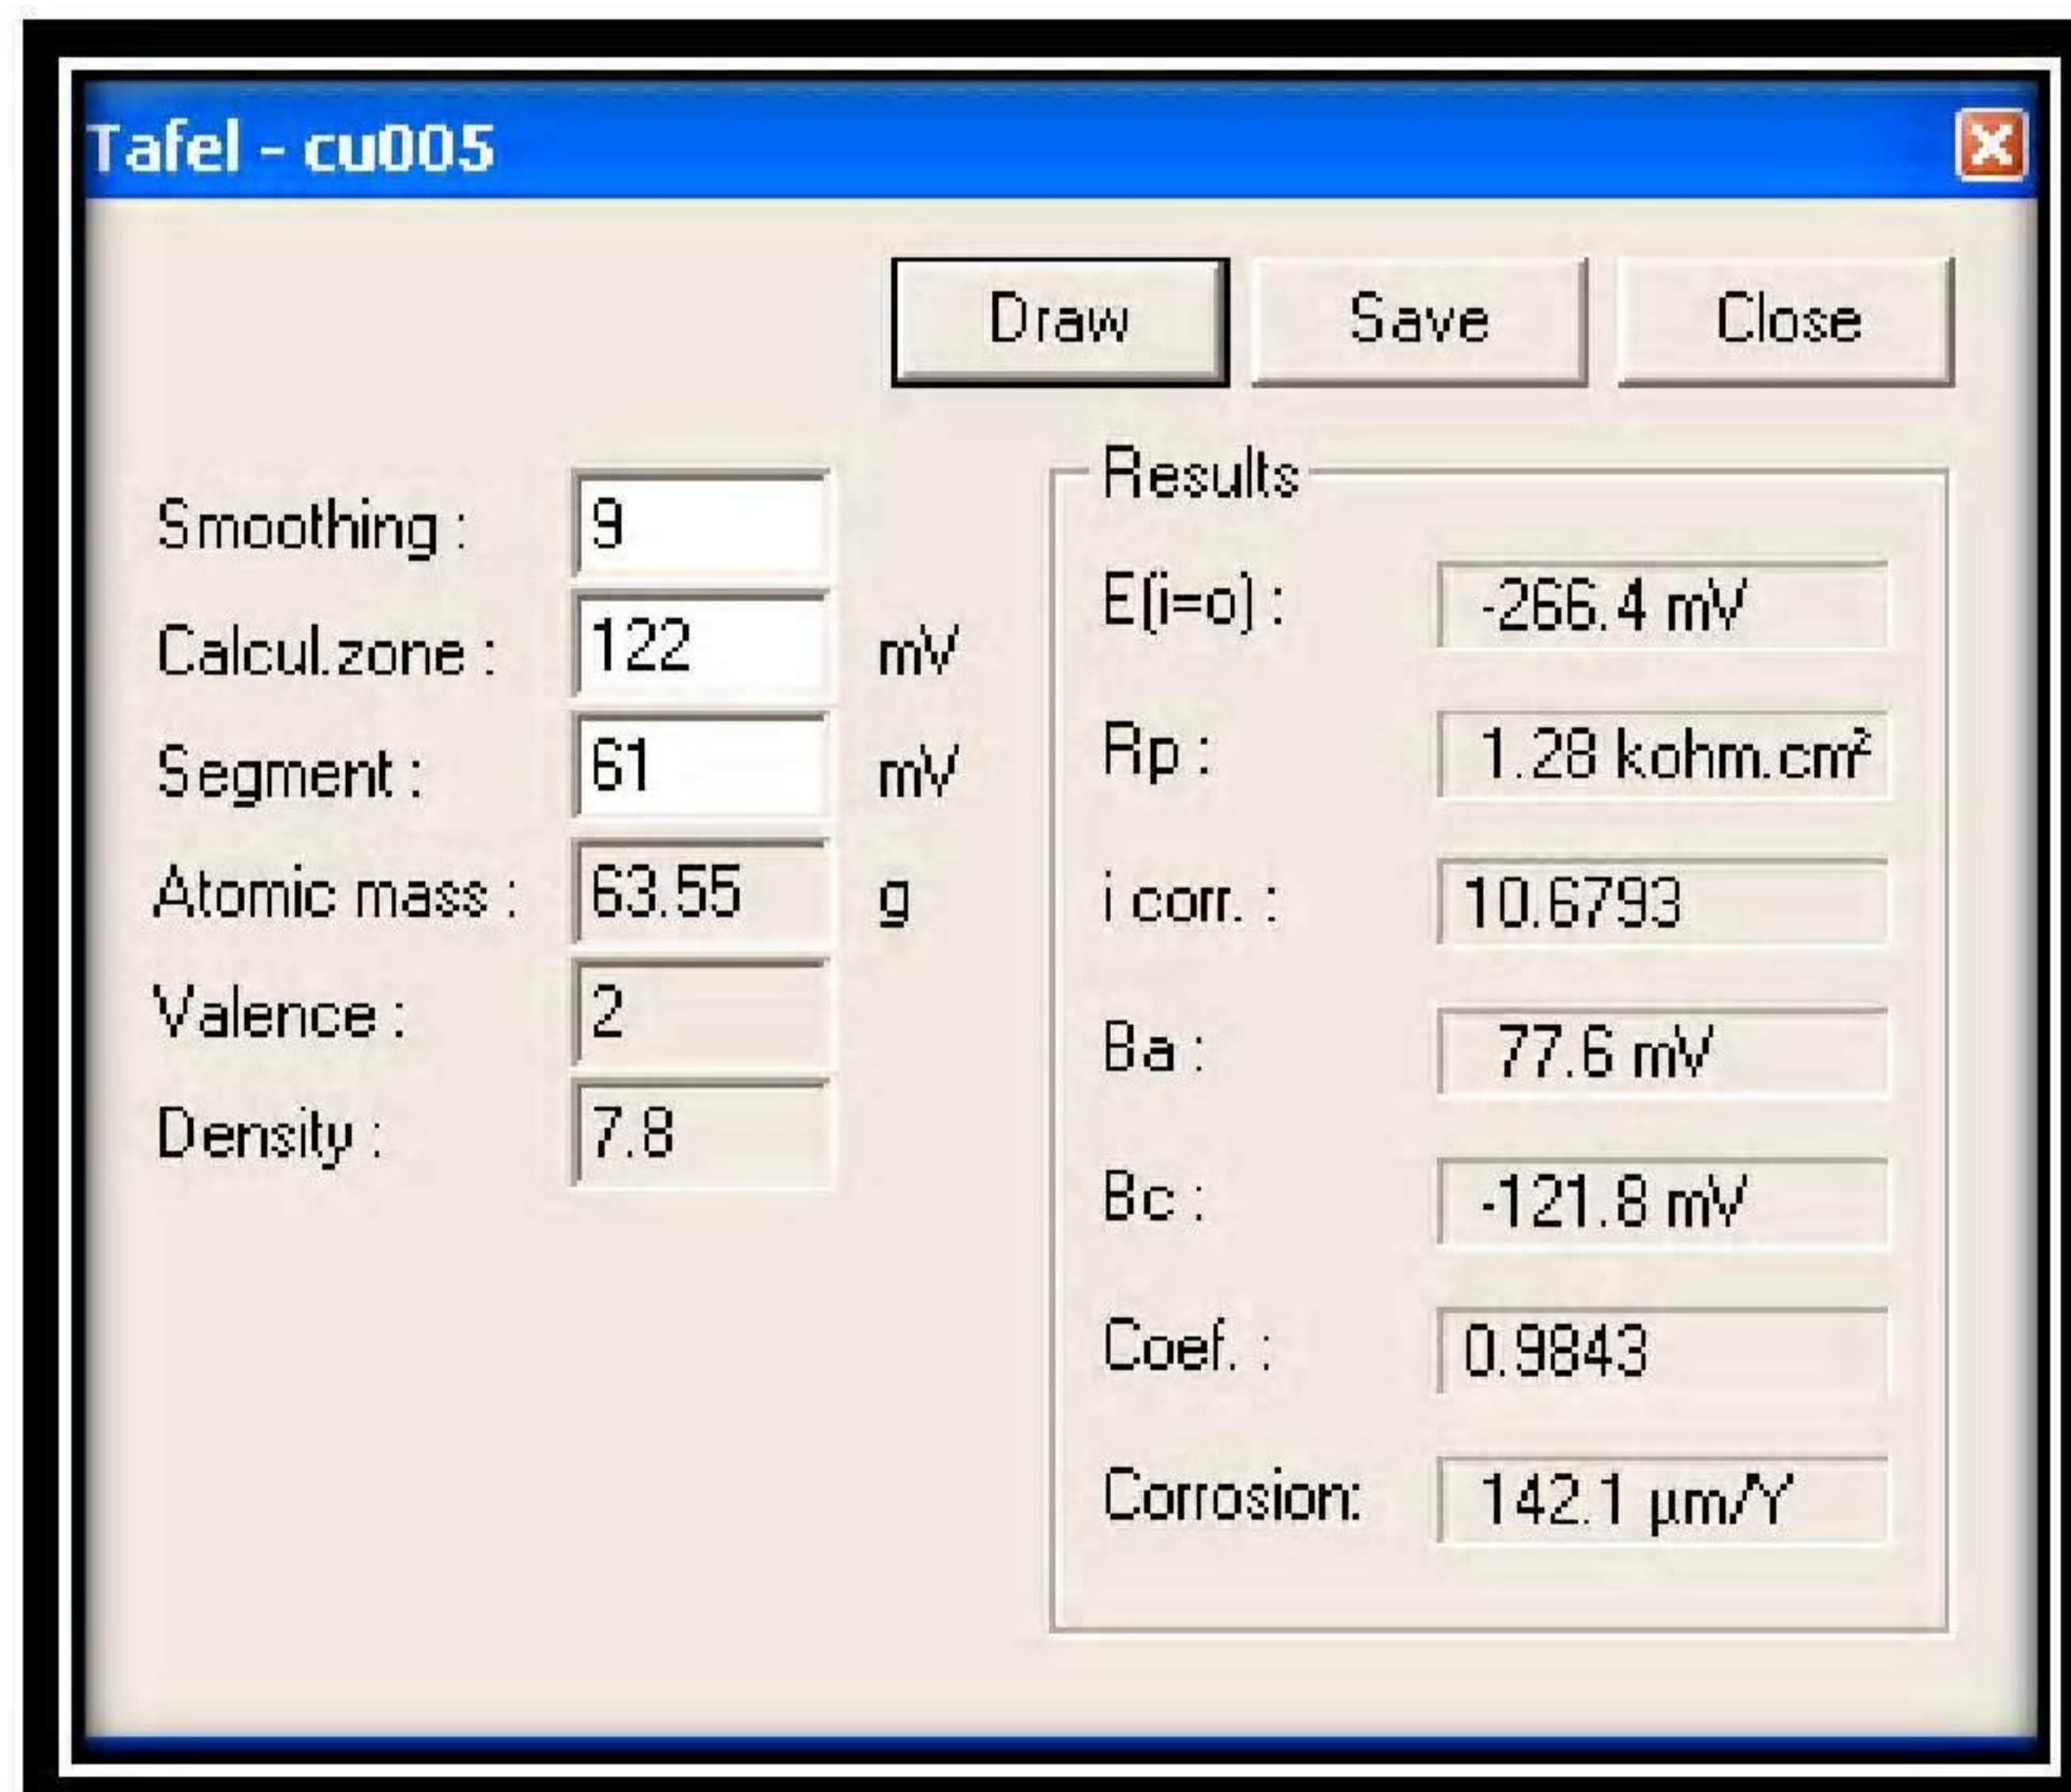 Tafel - cu005
Draw Save Close
Smoothing : 9
Calcul.zone : 122 mV
Segment : 61 mV
Atomic mass : 63.55 g
Valence : 2
Density : 7.8
Results
E(i=o) : -266.4 mV
Rp : 1.28 kohm.cm²
i corr. : 10.6793
Ba : 77.6 mV
Bc : -121.8 mV
Coef. : 0.9843
Corrosion: 142.1 µm/Y